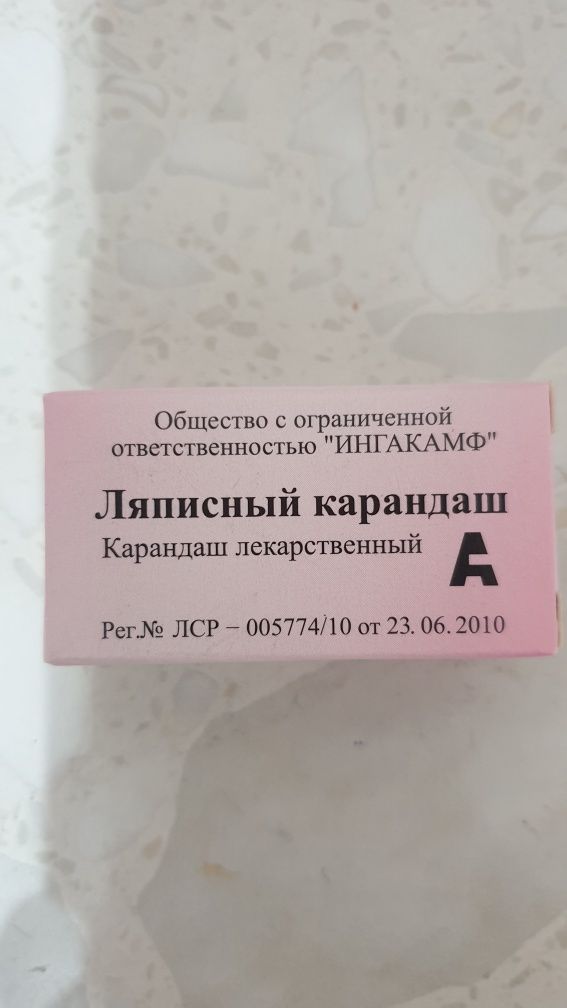 Общество с ограниченной
ответственностью "ИНГАКАМФ"
Ляписный карандаш
Карандаш лекарственный
Рег.№ ЛСР – 005774/10 от 23. 06. 2010